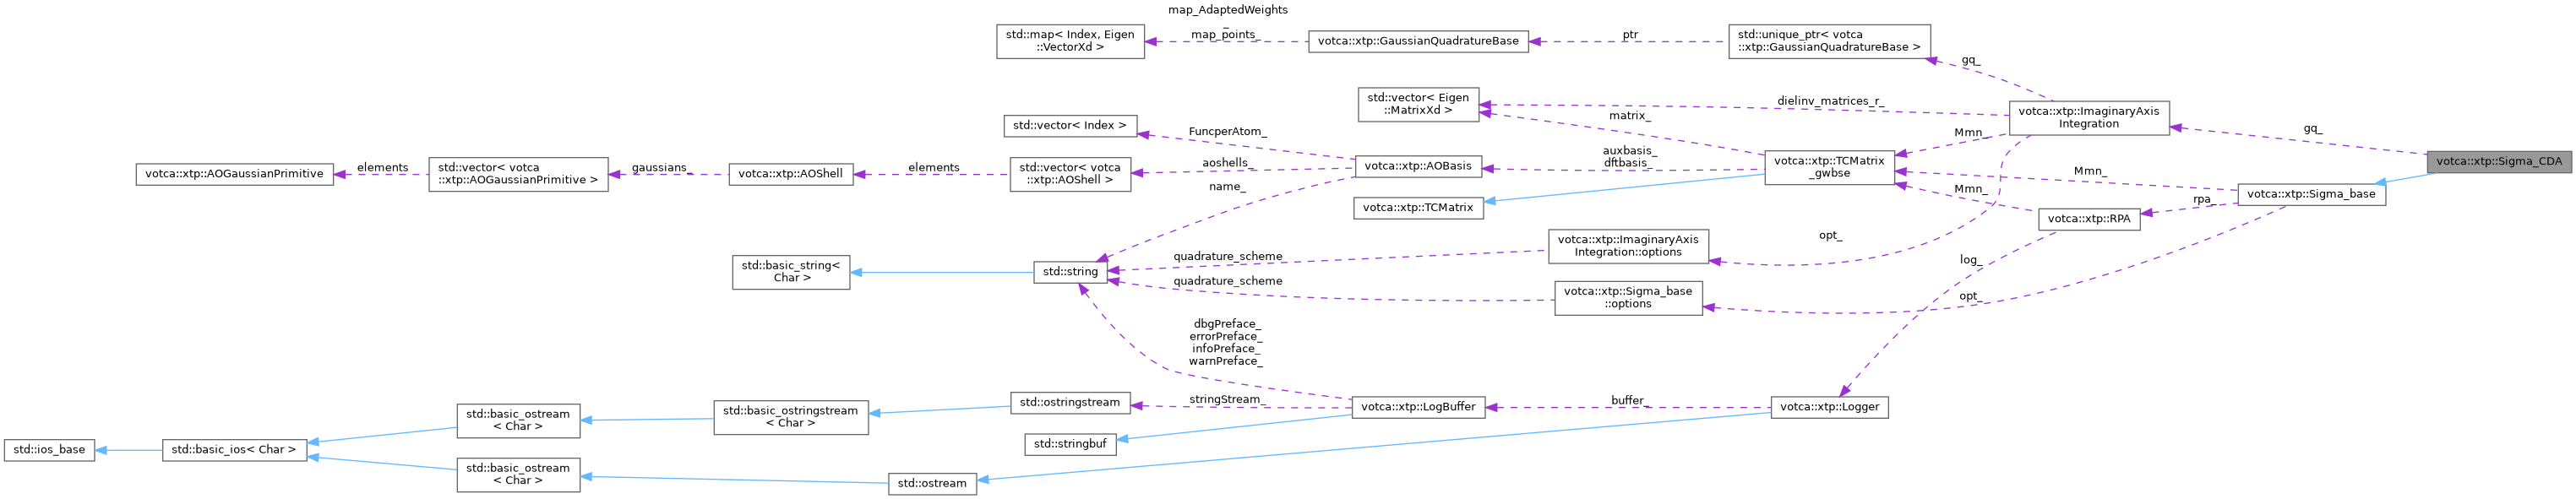 map_AdaptedWeights
_
map_points_
std::map< Index, Eigen
::VectorXd >
votca::xtp::GaussianQuadratureBase
ptr
std::unique_ptr< votca
::xtp::GaussianQuadratureBase >
gq_
std::vector< Eigen
::MatrixXd >
dielinv_matrices_r_
matrix_
votca::xtp::ImaginaryAxis
Integration
gq_
votca::xtp::Sigma_CDA
std::vector< Index >
FuncperAtom_
Mmn_
votca::xtp::AOGaussianPrimitive
elements
std::vector< votca
::xtp::AOGaussianPrimitive >
gaussians_
votca::xtp::AOShell
elements
std::vector< votca
::xtp::AOShell >
aoshells_
name_
votca::xtp::AOBasis
auxbasis_
dftbasis_
votca::xtp::TCMatrix
_gwbse
Mmn_
Mmn_
votca::xtp::Sigma_base
votca::xtp::TCMatrix
rpa_
votca::xtp::RPA
opt_
votca::xtp::ImaginaryAxis
Integration::options
quadrature_scheme
std::basic_string<
Char >
std::string
quadrature_scheme
log_
votca::xtp::Sigma_base
::options
opt_
dbgPreface_
errorPreface_
infoPreface_
warnPreface_
std::ostringstream
stringStream_
votca::xtp::LogBuffer
buffer_
votca::xtp::Logger
std::basic_ostream
< Char >
std::basic_ostringstream
< Char >
std::stringbuf
std::ios_base
std::basic_ios< Char >
std::basic_ostream
< Char >
std::ostream